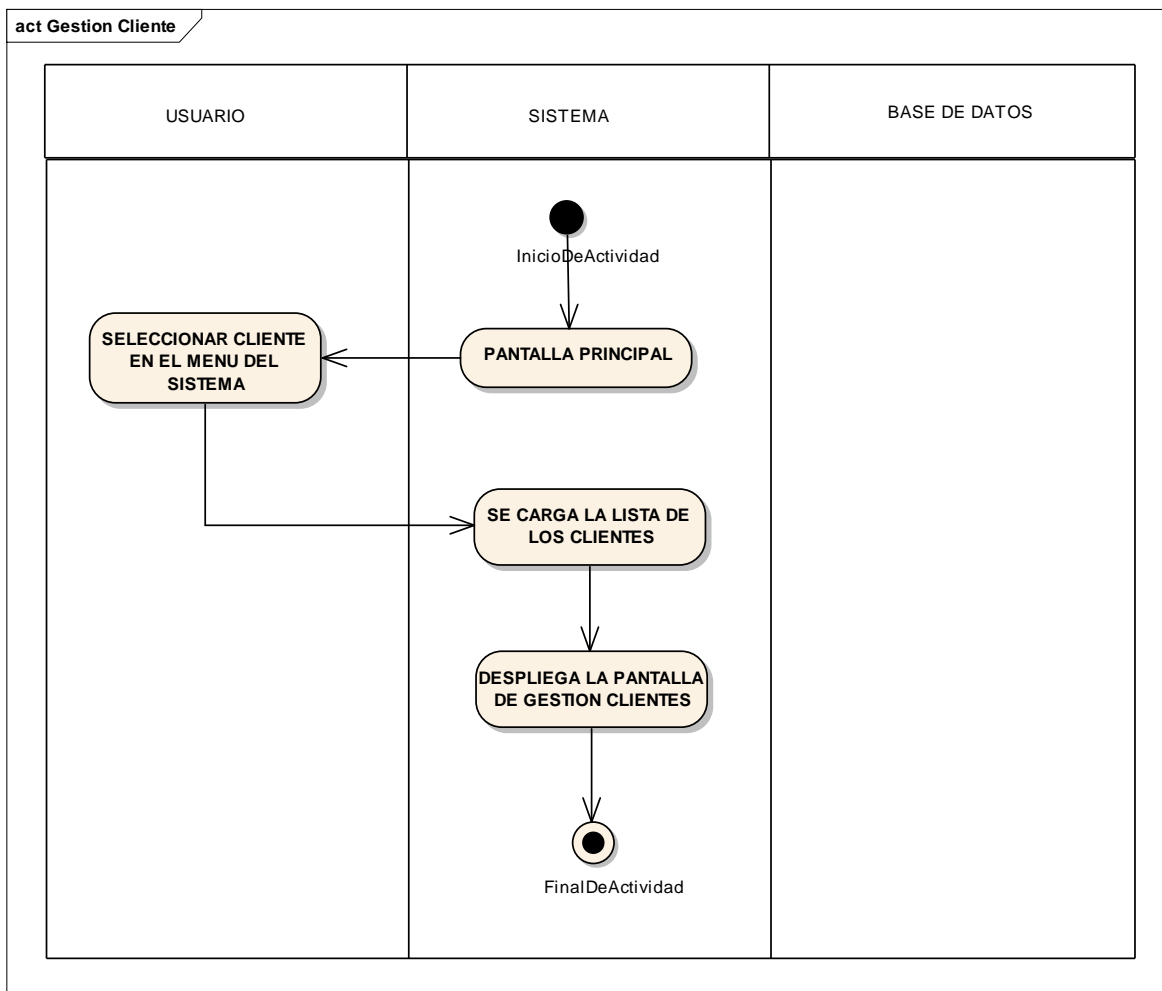 act Gestion Cliente
USUARIO
SISTEMA
BASE DE DATOS
InicioDeActividad
SELECCIONAR CLIENTE
EN EL MENU DEL
SISTEMA
PANTALLA PRINCIPAL
SE CARGA LA LISTA DE
LOS CLIENTES
DESPLIEGA LA PANTALLA
DE GESTION CLIENTES
FinalDeActividad